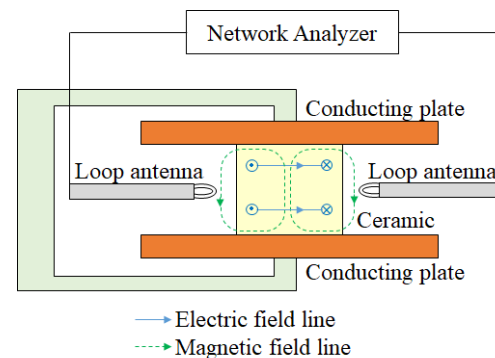 Network Analyzer
Conducting plate
Loop antenna
Loop antenna
Ceramic
Conducting plate
Electric field line
Magnetic field line